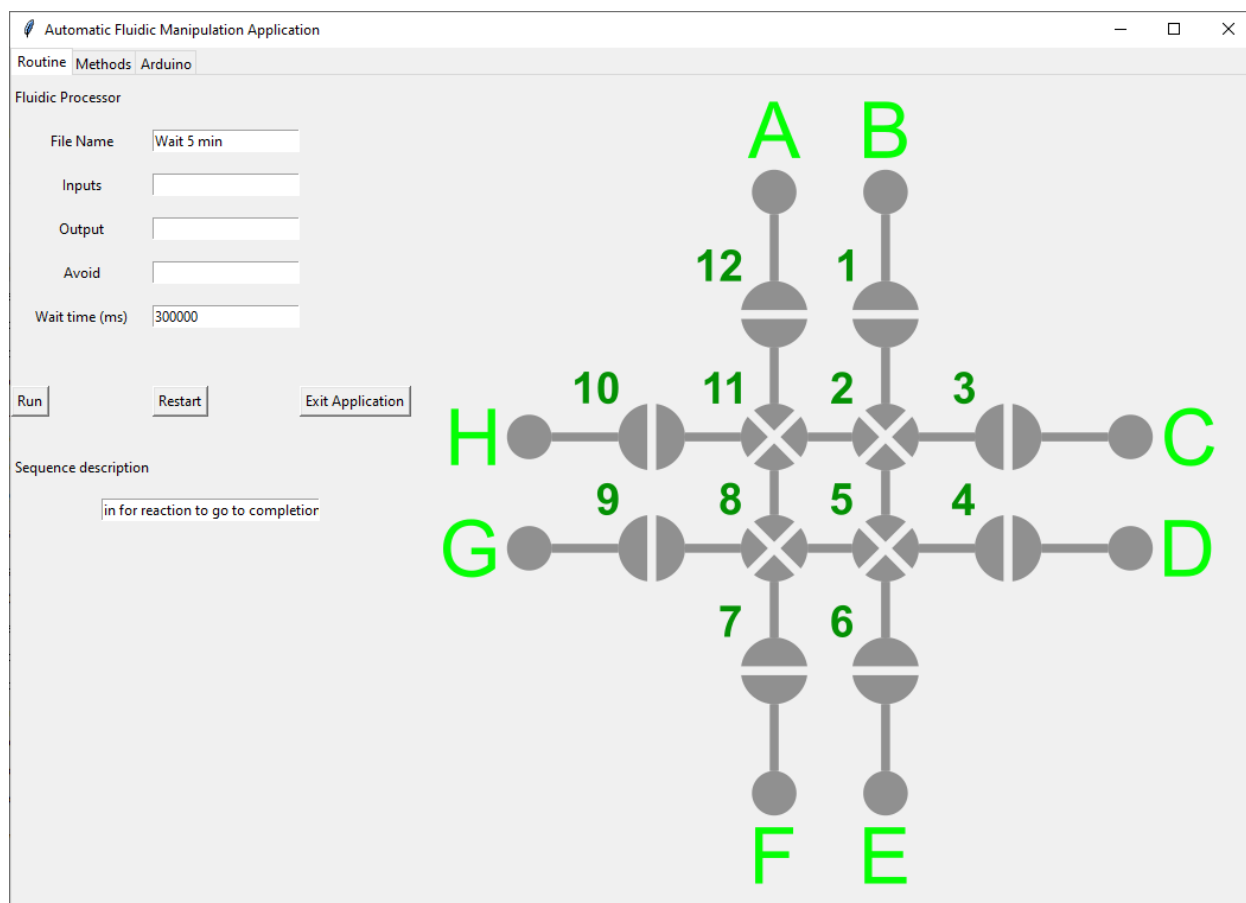 Automatic Fluidic Manipulation Application
Routine Methods Arduino
Fluidic Processor
File Name Wait 5 min
Inputs
Output
Avoid
Wait time (ms) 300000
Run Restart Exit Application
Sequence description
in for reaction to go to completion
A B
12 1
10 11 2 3
H C
9 8 5 4
G D
7 6
F E